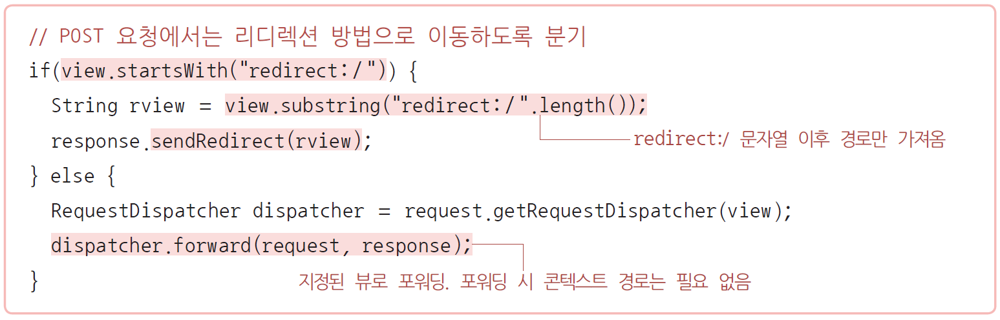 // POST 요청에서는 리디렉션 방법으로 이동하도록 분기
if(view.startsWith("redirect:/")) {
String rview = view.substring("redirect:/".length());
response.sendRedirect(rview);
redirect:/ 문자열 이후 경로만 가져옴
} else {
RequestDispatcher dispatcher = request.getRequestDispatcher(view);
dispatcher.forward(request, response);
}
지정된 뷰로 포워딩. 포워딩 시 콘텍스트 경로는 필요 없음